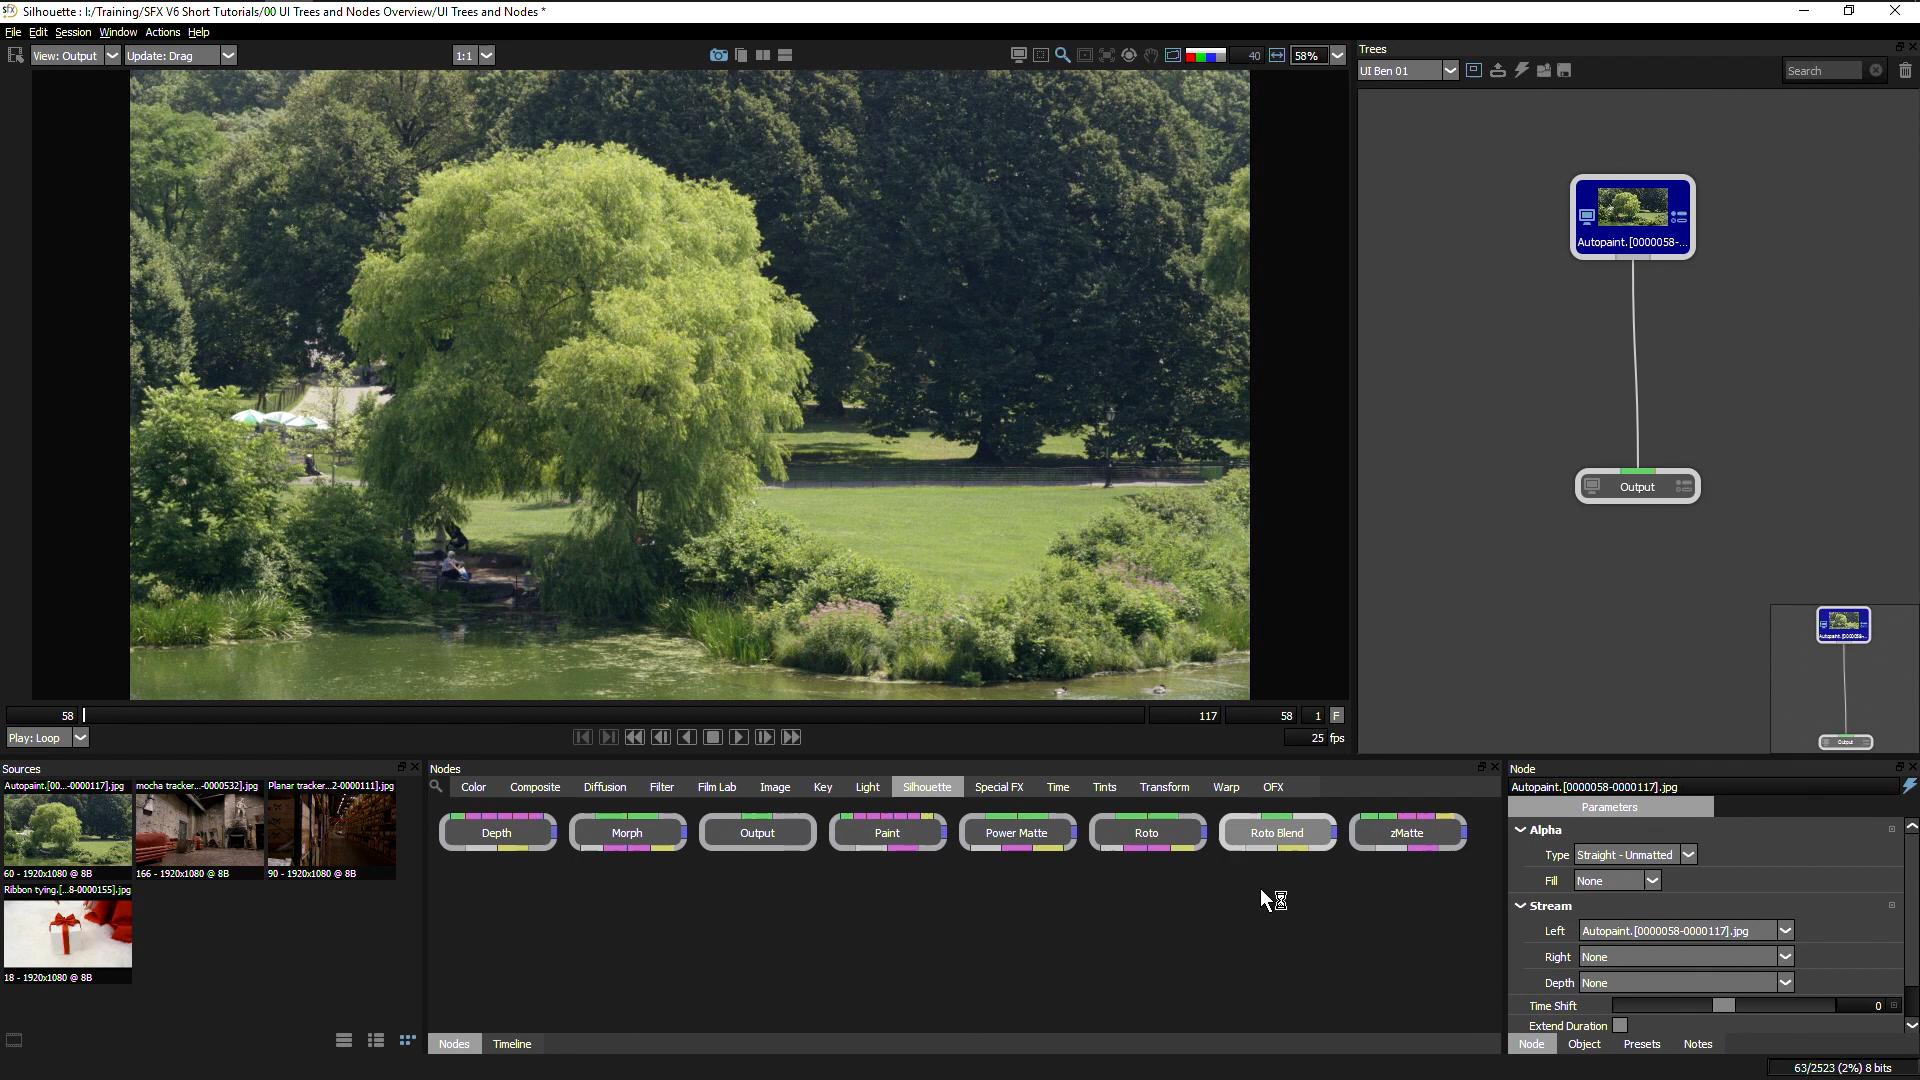 SFX Silhouette : I:/Training/SFX V6 Short Tutorials/00 UI Trees and Nodes Overview/UI Trees and Nodes *
File Edit Session Window Actions Help
View: Output Update: Drag 1:1 40 58%
Trees
UI Ben 01 Search
Autopaint.[0000058-...
Output
Autopaint.[0000058-...
Output
58 117 58 1 F
Play: Loop 25 fps
Sources
Autopaint.[00...-0000117].jpg mocha tracker...-0000532].jpg Planar tracker...2-0000111].jpg
60 - 1920x1080 @ 8B 166 - 1920x1080 @ 8B 90 - 1920x1080 @ 8B
Ribbon tying.[...8-0000155].jpg
18 - 1920x1080 @ 8B
Nodes
Color Composite Diffusion Filter Film Lab Image Key Light Silhouette Special FX Time Tints Transform Warp OFX
Depth Morph Output Paint Power Matte Roto Roto Blend zMatte
Nodes Timeline
Node
Autopaint.[0000058-0000117].jpg
Parameters
Alpha
Type Straight - Unmatted
Fill None
Stream
Left Autopaint.[0000058-0000117].jpg
Right None
Depth None
Time Shift 0
Extend Duration
Node Object Presets Notes
63/2523 (2%) 8 bits